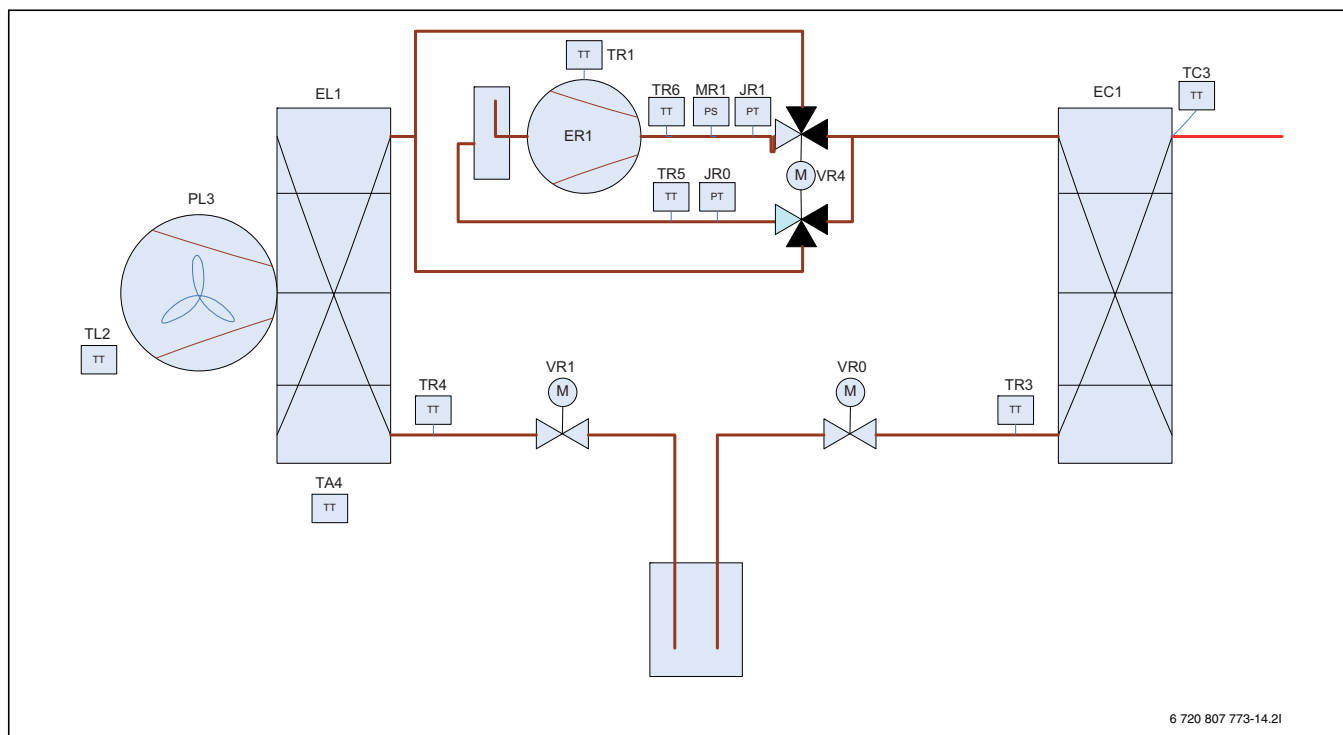 TT TR1
EL1
TR6 MR1 JR1
TT PS PT
EC1
TC3
TT
ER1
TR5 JR0
TT PT
M VR4
PL3
TL2
TT
TR4
TT
VR1
M
VR0
M
TR3
TT
TA4
TT
6 720 807 773-14.2I